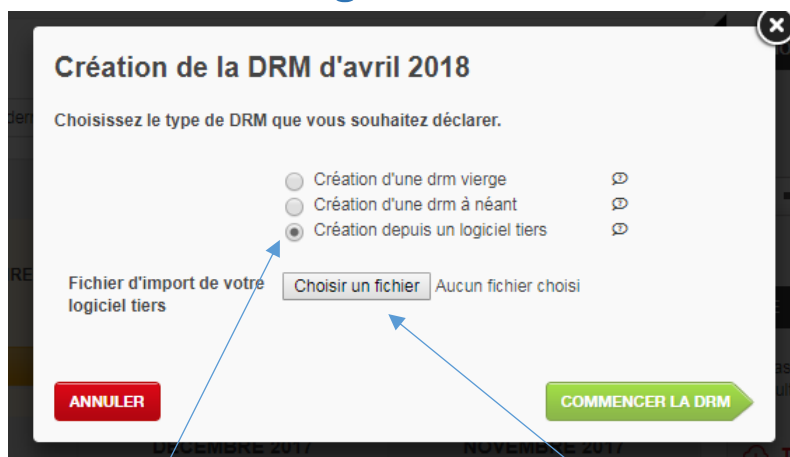 Création de la DRM d'avril 2018
Choisissez le type de DRM que vous souhaitez déclarer.
Création d'une drm vierge
Création d'une drm à néant
Création depuis un logiciel tiers
Fichier d'import de votre
logiciel tiers
Choisir un fichier Aucun fichier choisi
ANNULER
COMMENCER LA DRM
DÉCEMBRE 2017
NOVEMBRE 2017